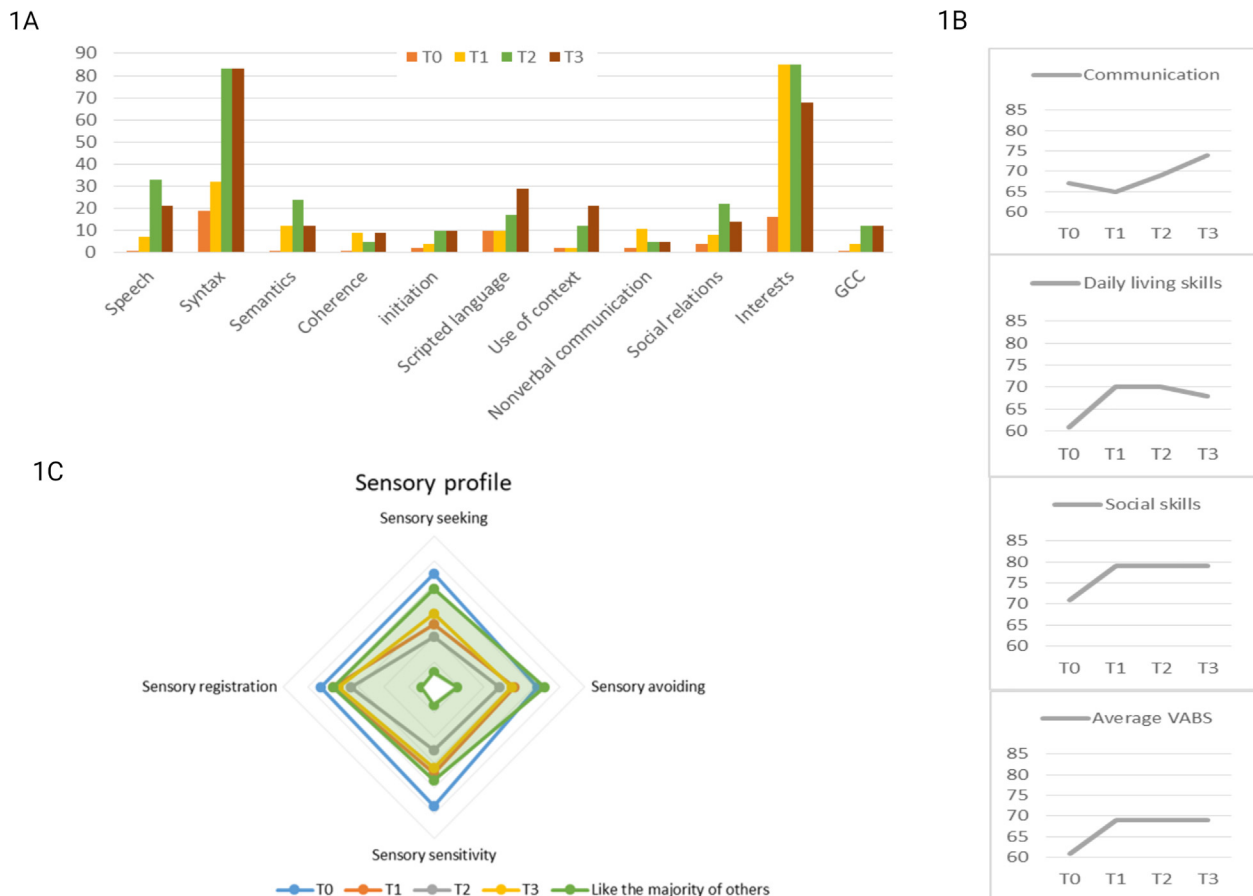 1A
90
80
70
60
50
40
30
20
10
0
T0 T1 T2 T3
Speech
Syntax
Semantics
Coherence
initiation
Scripted language
Use of context
Nonverbal communication
Social relations
Interests
GCC
1B
Communication
85
80
75
70
65
60
T0 T1 T2 T3
Daily living skills
85
80
75
70
65
60
T0 T1 T2 T3
Social skills
85
80
75
70
65
60
T0 T1 T2 T3
Average VABS
85
80
75
70
65
60
T0 T1 T2 T3
1C
Sensory profile
Sensory seeking
Sensory registration
Sensory avoiding
Sensory sensitivity
T0 T1 T2 T3 Like the majority of others